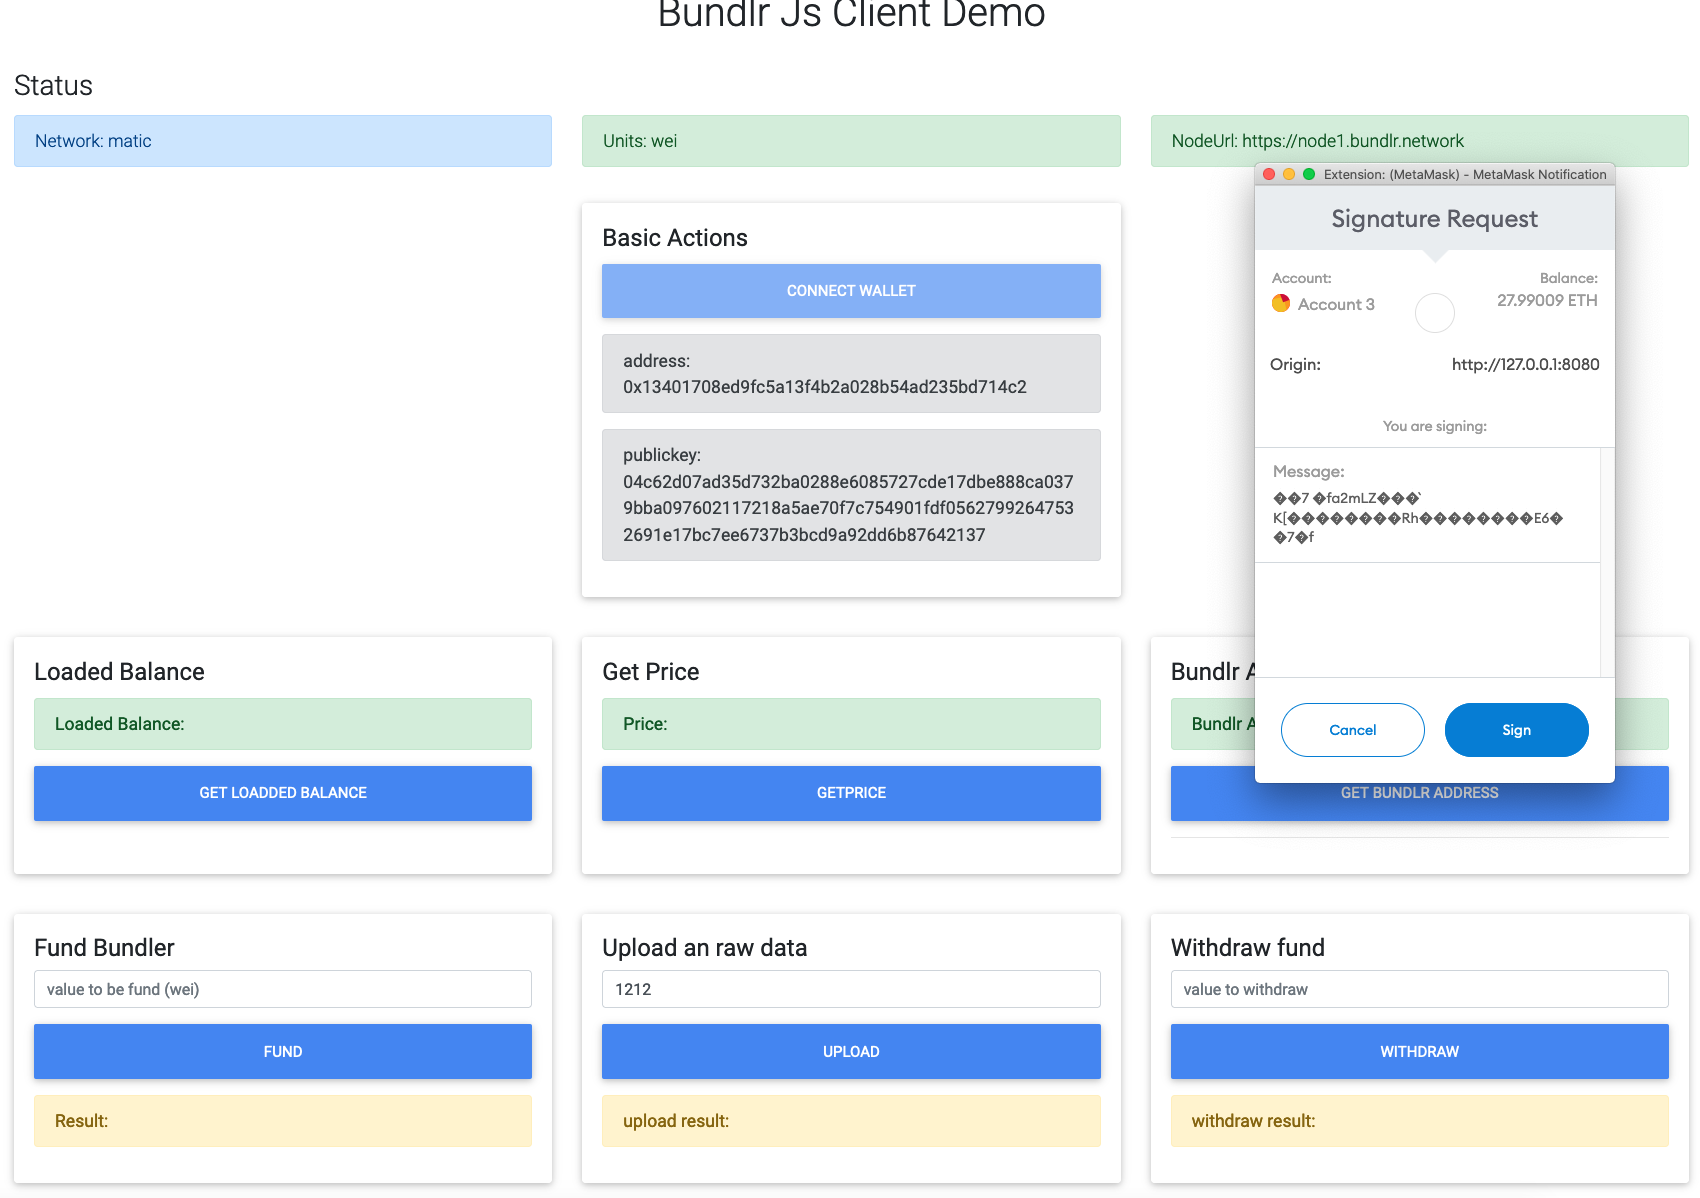 Bundlr Js Client Demo
Status
Network: matic
Units: wei
NodeUrl: https://node1.bundlr.network
Basic Actions
CONNECT WALLET
address:
0x13401708ed9fc5a13f4b2a028b54ad235bd714c2
publickey:
04c62d07ad35d732ba0288e6085727cde17dbe888ca037
9bba097602117218a5ae70f7c754901fdf0562799264753
2691e17bc7ee6737b3bcd9a92dd6b87642137
Extension: (MetaMask) - MetaMask Notification
Signature Request
Account:
Balance:
Account 3
27.99009 ETH
Origin:
http://127.0.0.1:8080
You are signing:
Message:
��7 �fa2mLZ���`
K[��������Rh��������E6�
�7�f
Cancel
Sign
Loaded Balance
Loaded Balance:
GET LOADDED BALANCE
Get Price
Price:
GETPRICE
Bundlr A
Bundlr A
GET BUNDLR ADDRESS
Fund Bundler
value to be fund (wei)
FUND
Result:
Upload an raw data
1212
UPLOAD
upload result:
Withdraw fund
value to withdraw
WITHDRAW
withdraw result: